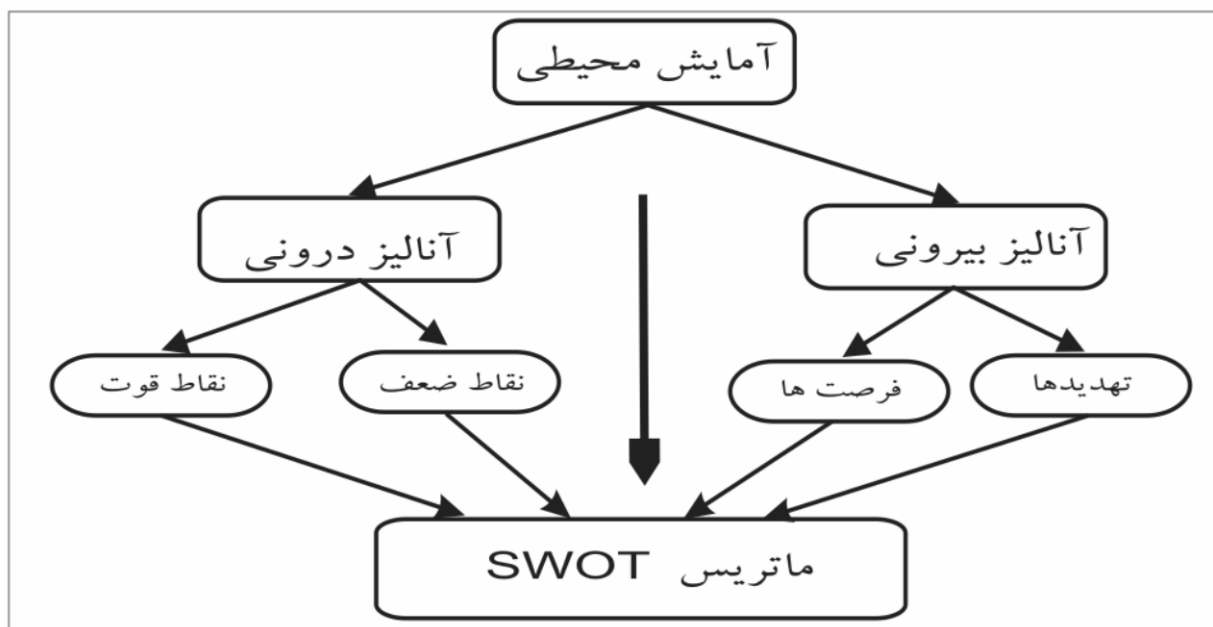 آمایش محیطی
آنالیز بیرونی
آنالیز درونی
تهدیدها
فرصت ها
نقاط ضعف
نقاط قوت
ماتریس SWOT